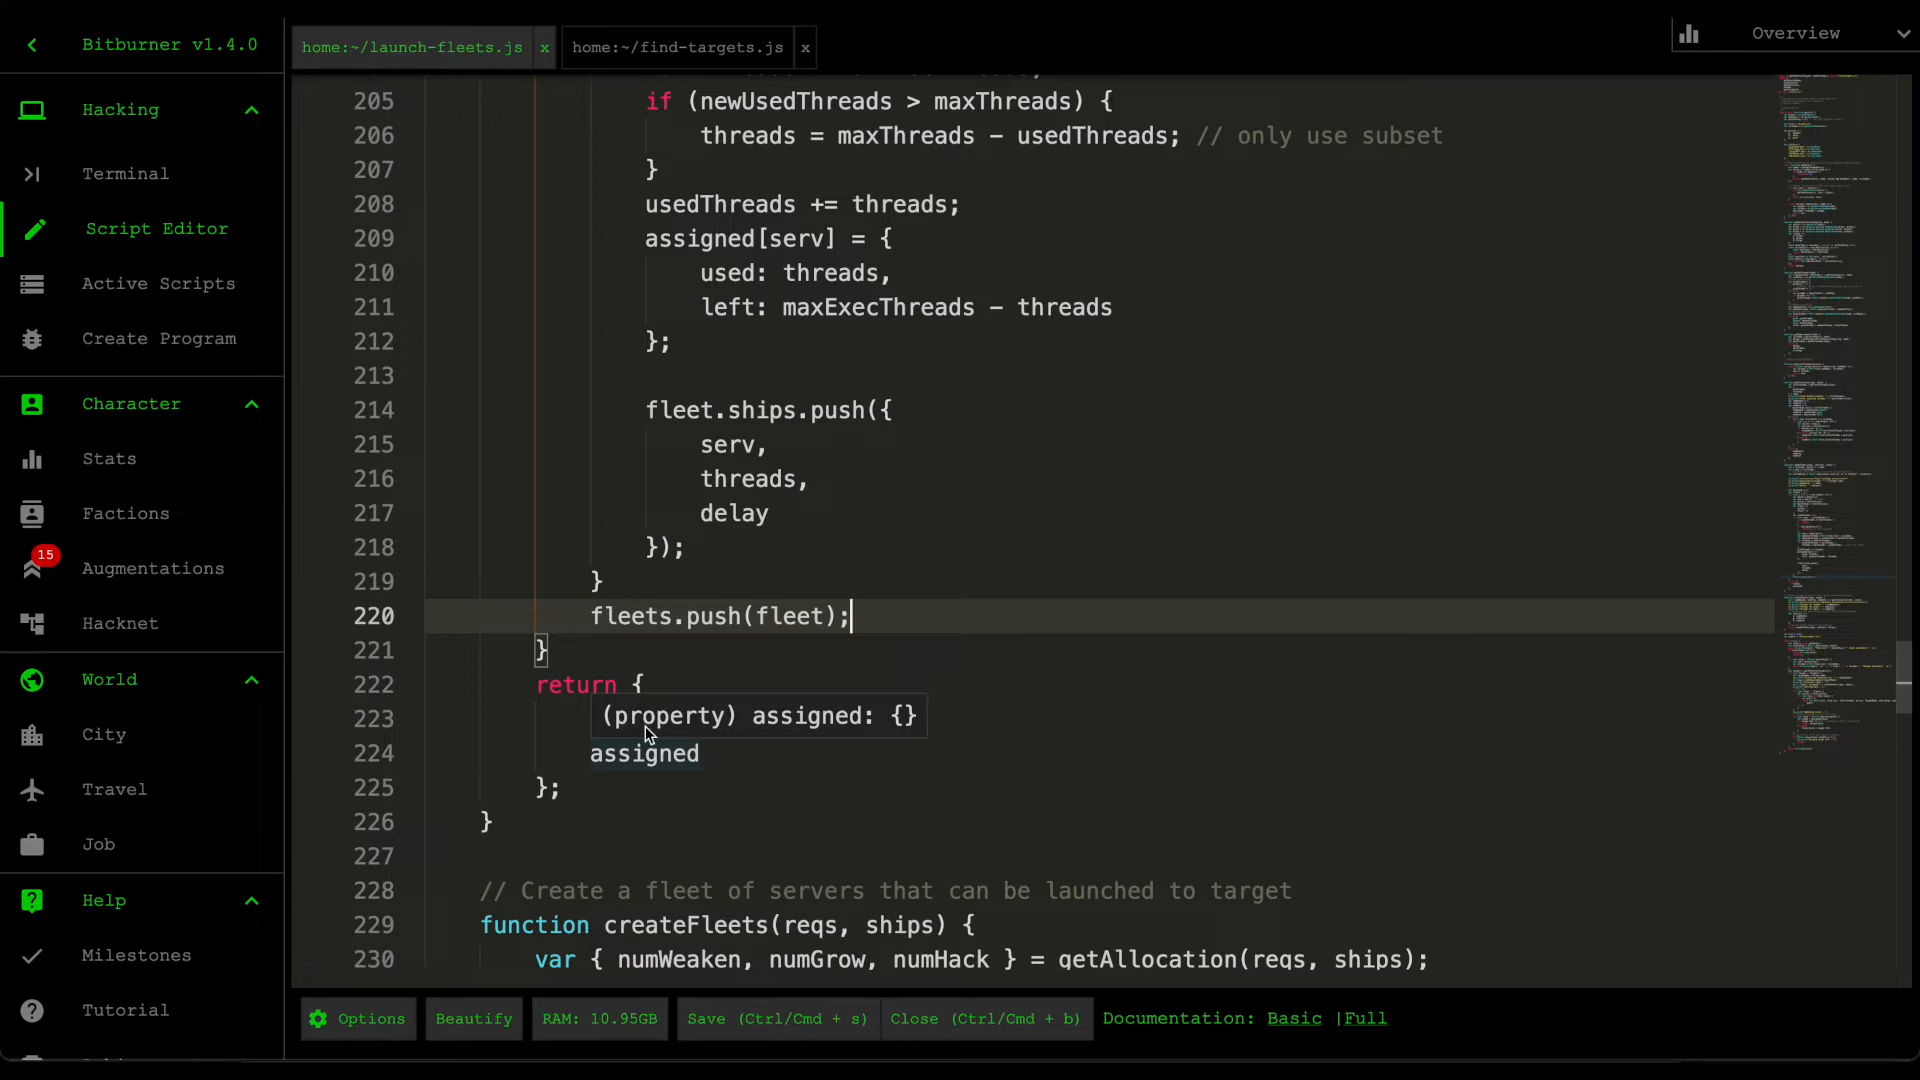 Bitburner v1.4.0
home:~/launch-fleets.js x
home:~/find-targets.js x
Overview
Hacking
Terminal
Script Editor
Active Scripts
Create Program
Character
Stats
Factions
15
Augmentations
Hacknet
World
City
Travel
Job
Help
Milestones
Tutorial
205 if (newUsedThreads > maxThreads) {
206 threads = maxThreads - usedThreads; // only use subset
207 }
208 usedThreads += threads;
209 assigned[serv] = {
210 used: threads,
211 left: maxExecThreads - threads
212 };
213
214 fleet.ships.push({
215 serv,
216 threads,
217 delay
218 });
219 }
220 fleets.push(fleet);
221 }
222 return {
223
(property) assigned: {}
224 assigned
225 };
226 }
227
228 // Create a fleet of servers that can be launched to target
229 function createFleets(reqs, ships) {
230 var { numWeaken, numGrow, numHack } = getAllocation(reqs, ships);
Options
Beautify
RAM: 10.95GB
Save (Ctrl/Cmd + s)
Close (Ctrl/Cmd + b)
Documentation: Basic |Full